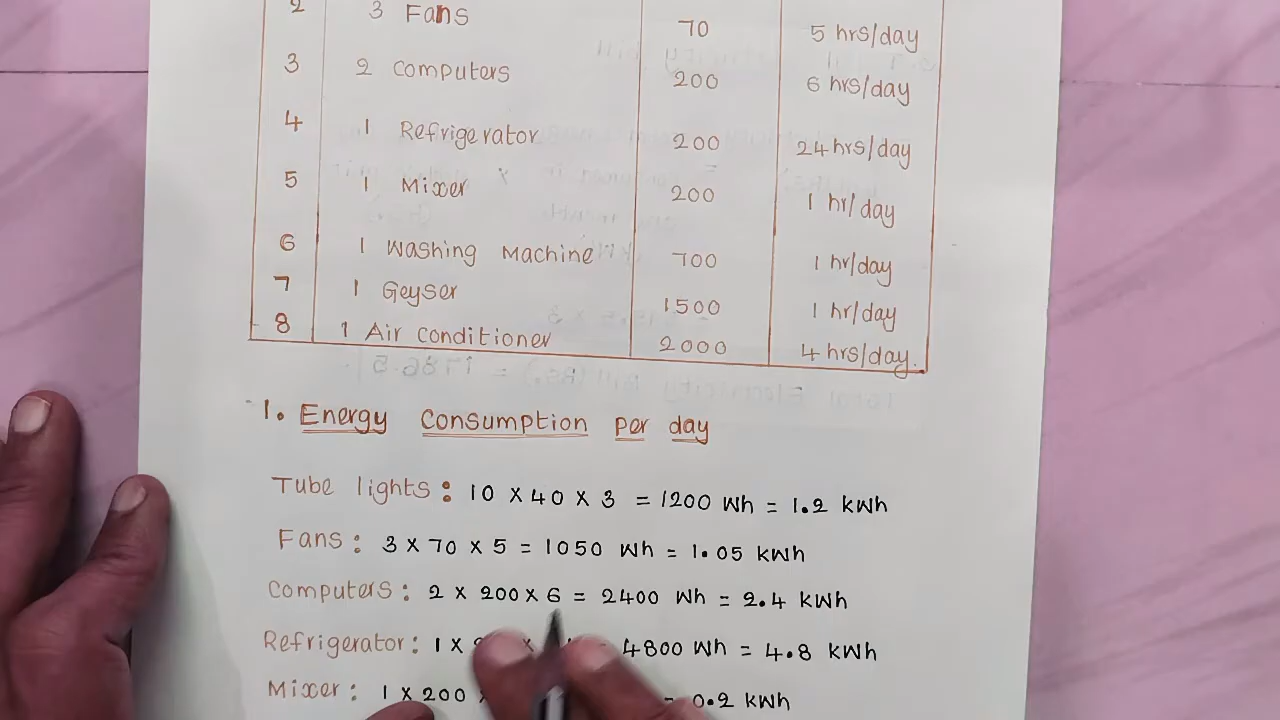 2 3 Fans 70 5 hrs/day
3 2 Computers 200 6 hrs/day
4 1 Refrigerator 200 24 hrs/day
5 1 Mixer 200 1 hr/day
6 1 Washing Machine 700 1 hr/day
7 1 Geyser 1500 1 hr/day
8 1 Air Conditioner 2000 4 hrs/day.
1. Energy Consumption per day
Tube lights: 10 × 40 × 3 = 1200 Wh = 1.2 kWh
Fans: 3 × 70 × 5 = 1050 Wh = 1.05 kWh
Computers: 2 × 200 × 6 = 2400 Wh = 2.4 kWh
Refrigerator: 1 × = 4800 Wh = 4.8 kWh
Mixer: 1 × 200 × = 0.2 kWh